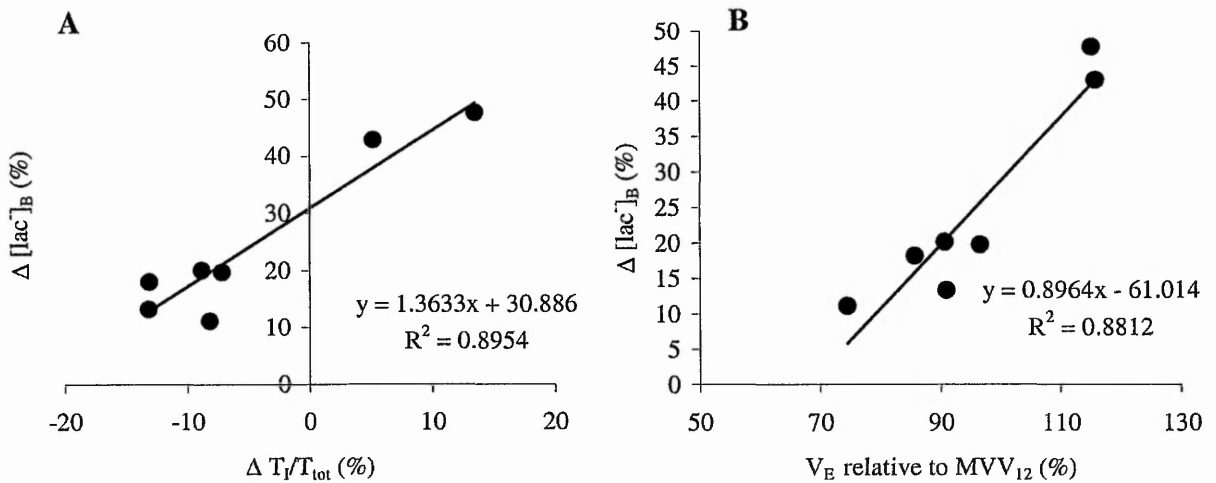 A
60
50
40
30
20
10
0
-20
-10
0
10
20
Δ [lac⁻]B (%)
Δ TI/Ttot (%)
y = 1.3633x + 30.886
R² = 0.8954
B
50
45
40
35
30
25
20
15
10
5
0
50
70
90
110
130
Δ [lac⁻]B (%)
VE relative to MVV12 (%)
y = 0.8964x - 61.014
R² = 0.8812